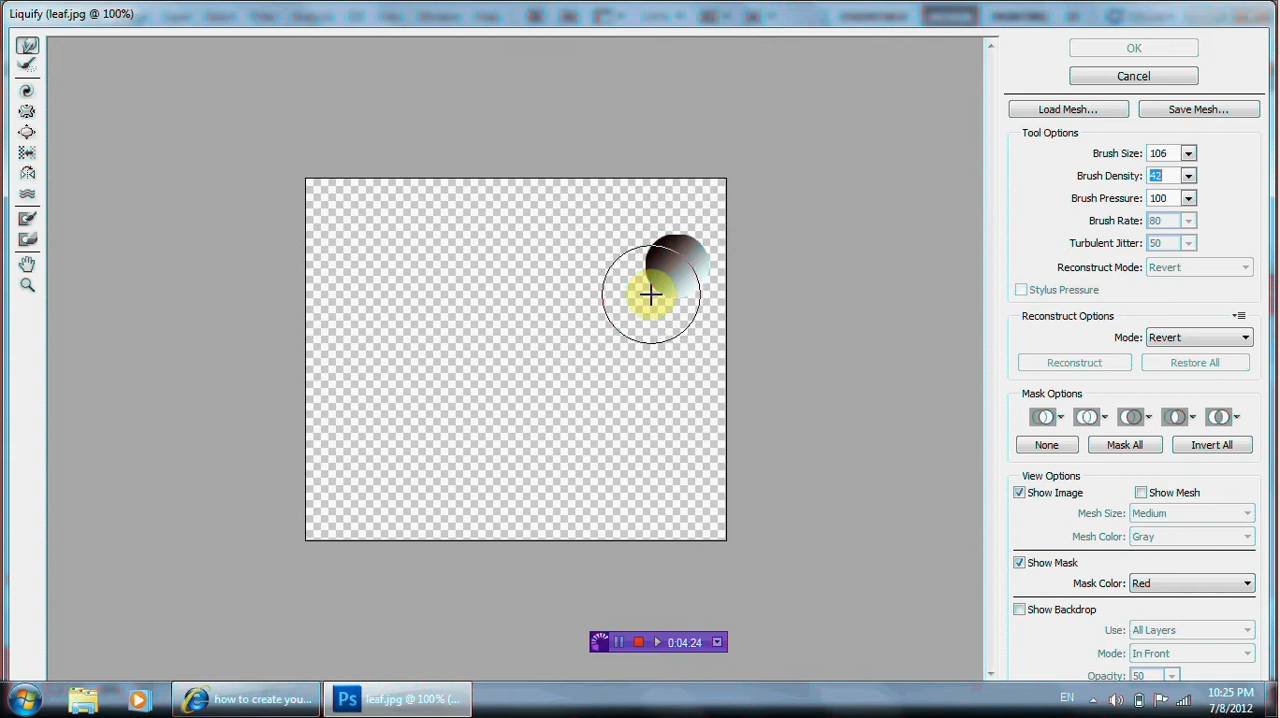 Liquify (leaf.jpg @ 100%)
OK
Cancel
Load Mesh... Save Mesh...
Tool Options
Brush Size: 106
Brush Density: 42
Brush Pressure: 100
Brush Rate: 80
Turbulent Jitter: 50
Reconstruct Mode: Revert
Stylus Pressure
Reconstruct Options
Mode: Revert
Reconstruct Restore All
Mask Options
None Mask All Invert All
View Options
Show Image Show Mesh
Mesh Size: Medium
Mesh Color: Gray
Show Mask
Mask Color: Red
Show Backdrop
Use: All Layers
Mode: In Front
Opacity: 50
0:04:24
how to create you... Ps leaf.jpg @ 100% (... EN 10:25 PM
7/8/2012